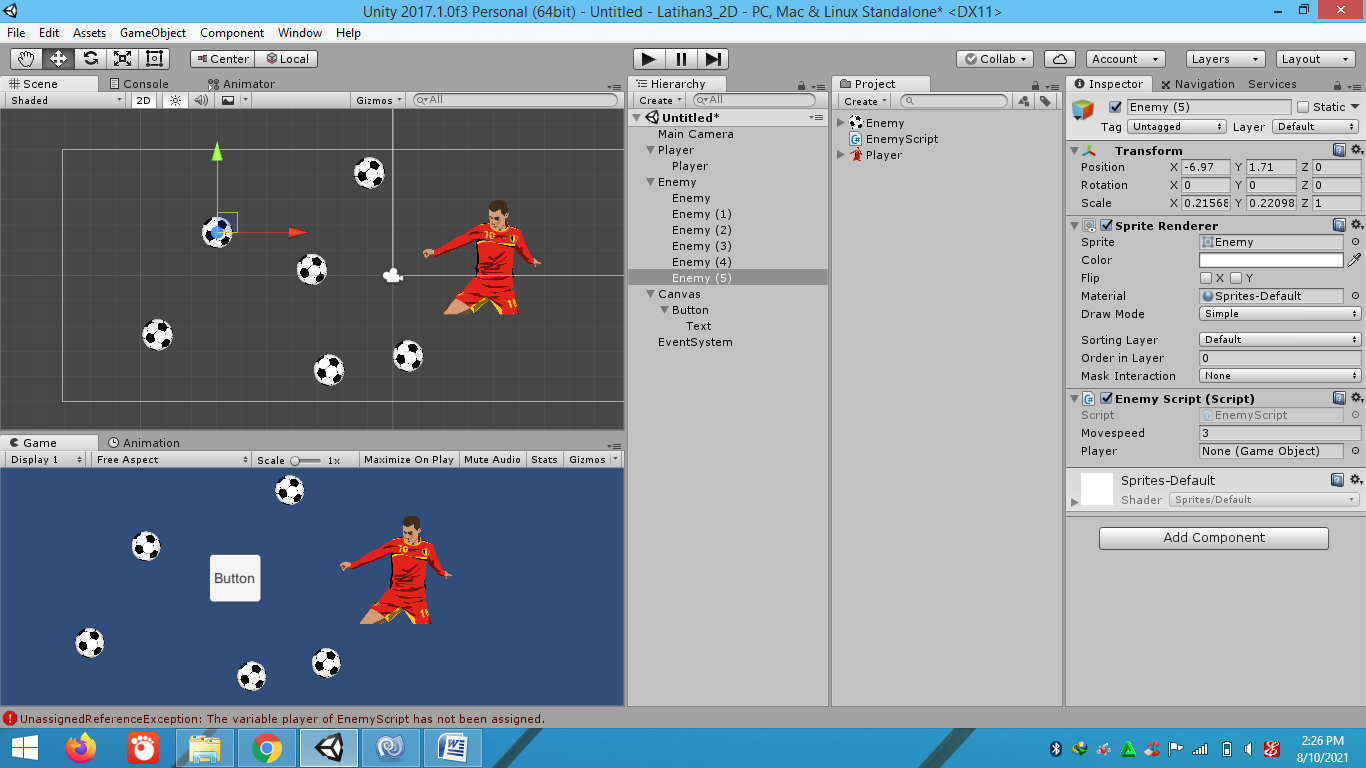 Unity 2017.1.0f3 Personal (64bit) - Untitled - Latihan3_2D - PC, Mac & Linux Standalone* <DX11>
File Edit Assets GameObject Component Window Help
Center Local Collab Account Layers Layout
Scene Console Animator
Shaded 2D Gizmos All
Hierarchy
Create All
Untitled*
Main Camera
Player
Player
Enemy
Enemy
Enemy (1)
Enemy (2)
Enemy (3)
Enemy (4)
Enemy (5)
Canvas
Button
Text
EventSystem
Project
Create
Enemy
EnemyScript
Player
Inspector Navigation Services
Enemy (5) Static
Tag Untagged Layer Default
Transform
Position X -6.97 Y 1.71 Z 0
Rotation X 0 Y 0 Z 0
Scale X 0.21568 Y 0.22098 Z 1
Sprite Renderer
Sprite Enemy
Color
Flip X Y
Material Sprites-Default
Draw Mode Simple
Sorting Layer Default
Order in Layer 0
Mask Interaction None
Enemy Script (Script)
Script EnemyScript
Movespeed 3
Player None (Game Object)
Sprites-Default
Shader Sprites/Default
Add Component
Game Animation
Display 1 Free Aspect Scale 1x Maximize On Play Mute Audio Stats Gizmos
10
18
10
18
Button
UnassignedReferenceException: The variable player of EnemyScript has not been assigned.
2:26 PM
8/10/2021